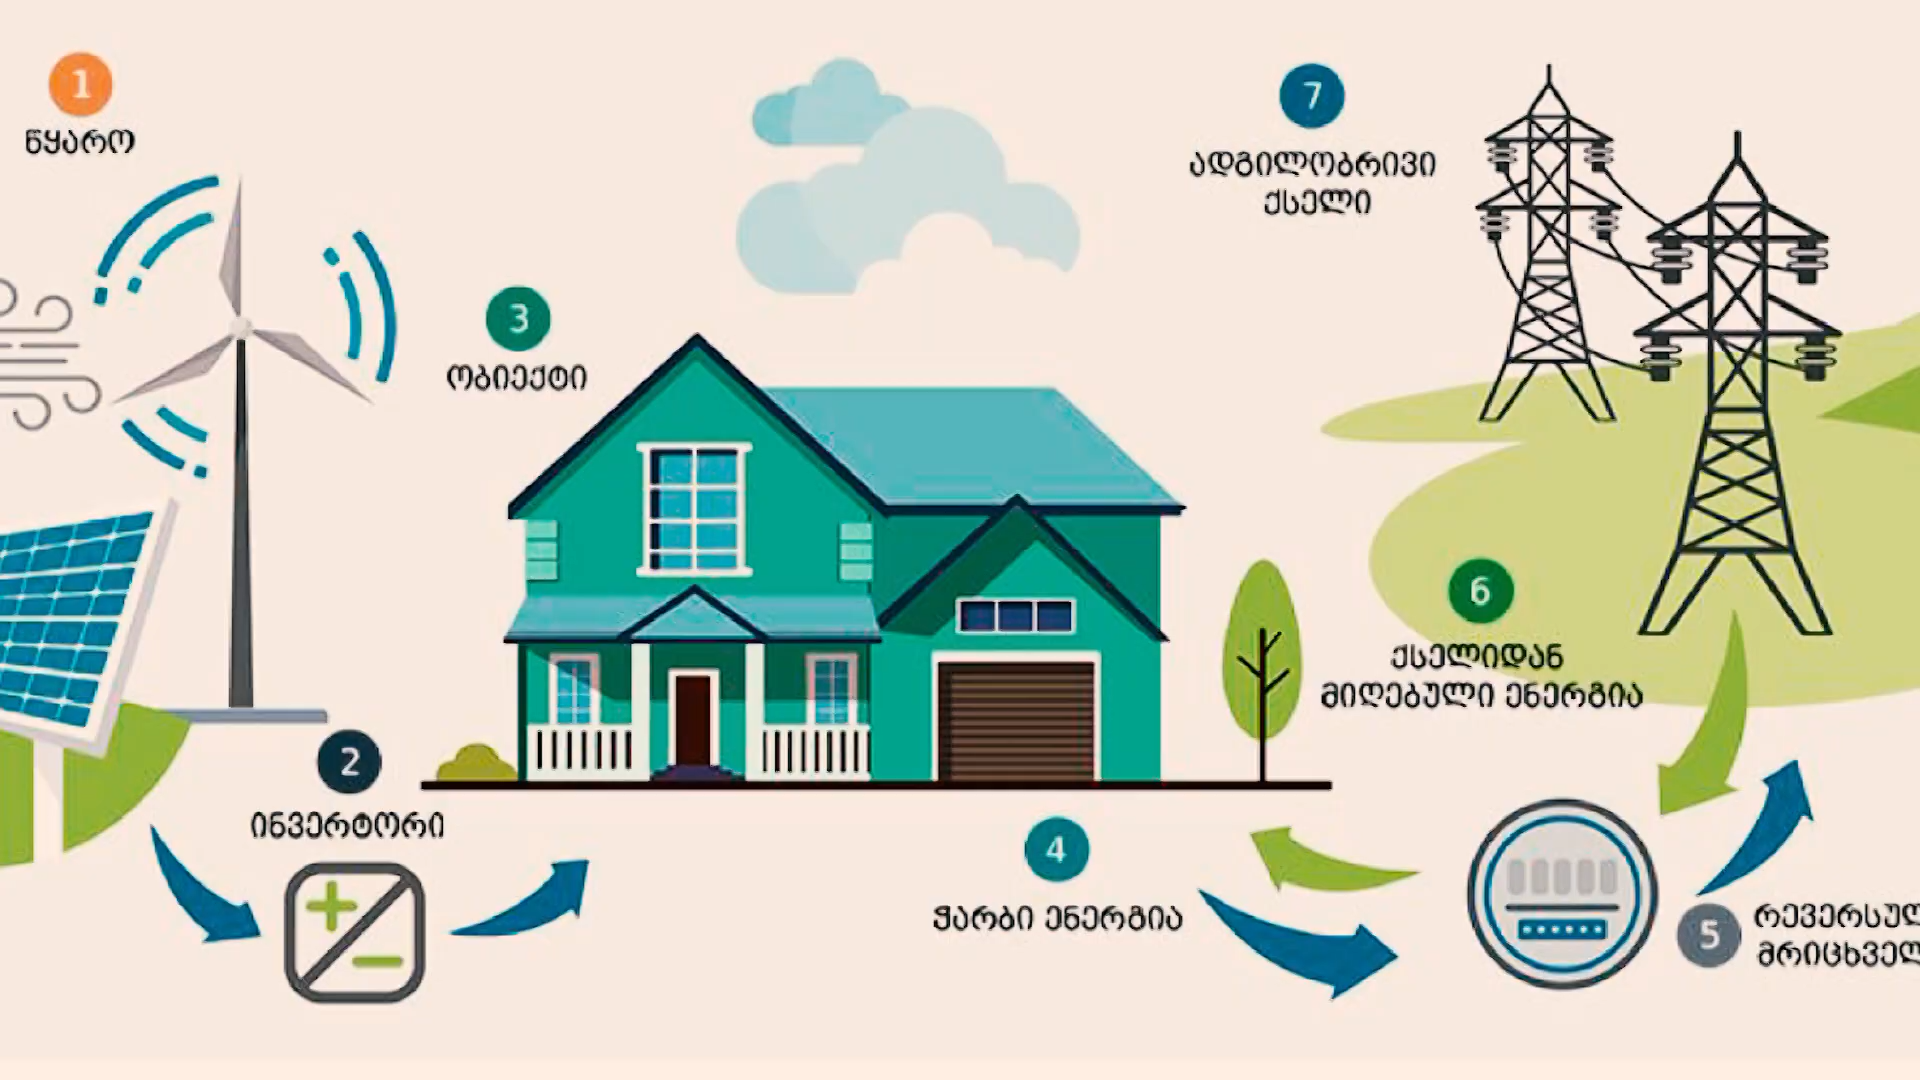 1
წყარო
2
ინვერტორი
3
ობიექტი
4
ჭარბი ენერგია
5
6
ქსელიდან
მიღებული ენერგია
7
ადგილობრივი
ქსელი